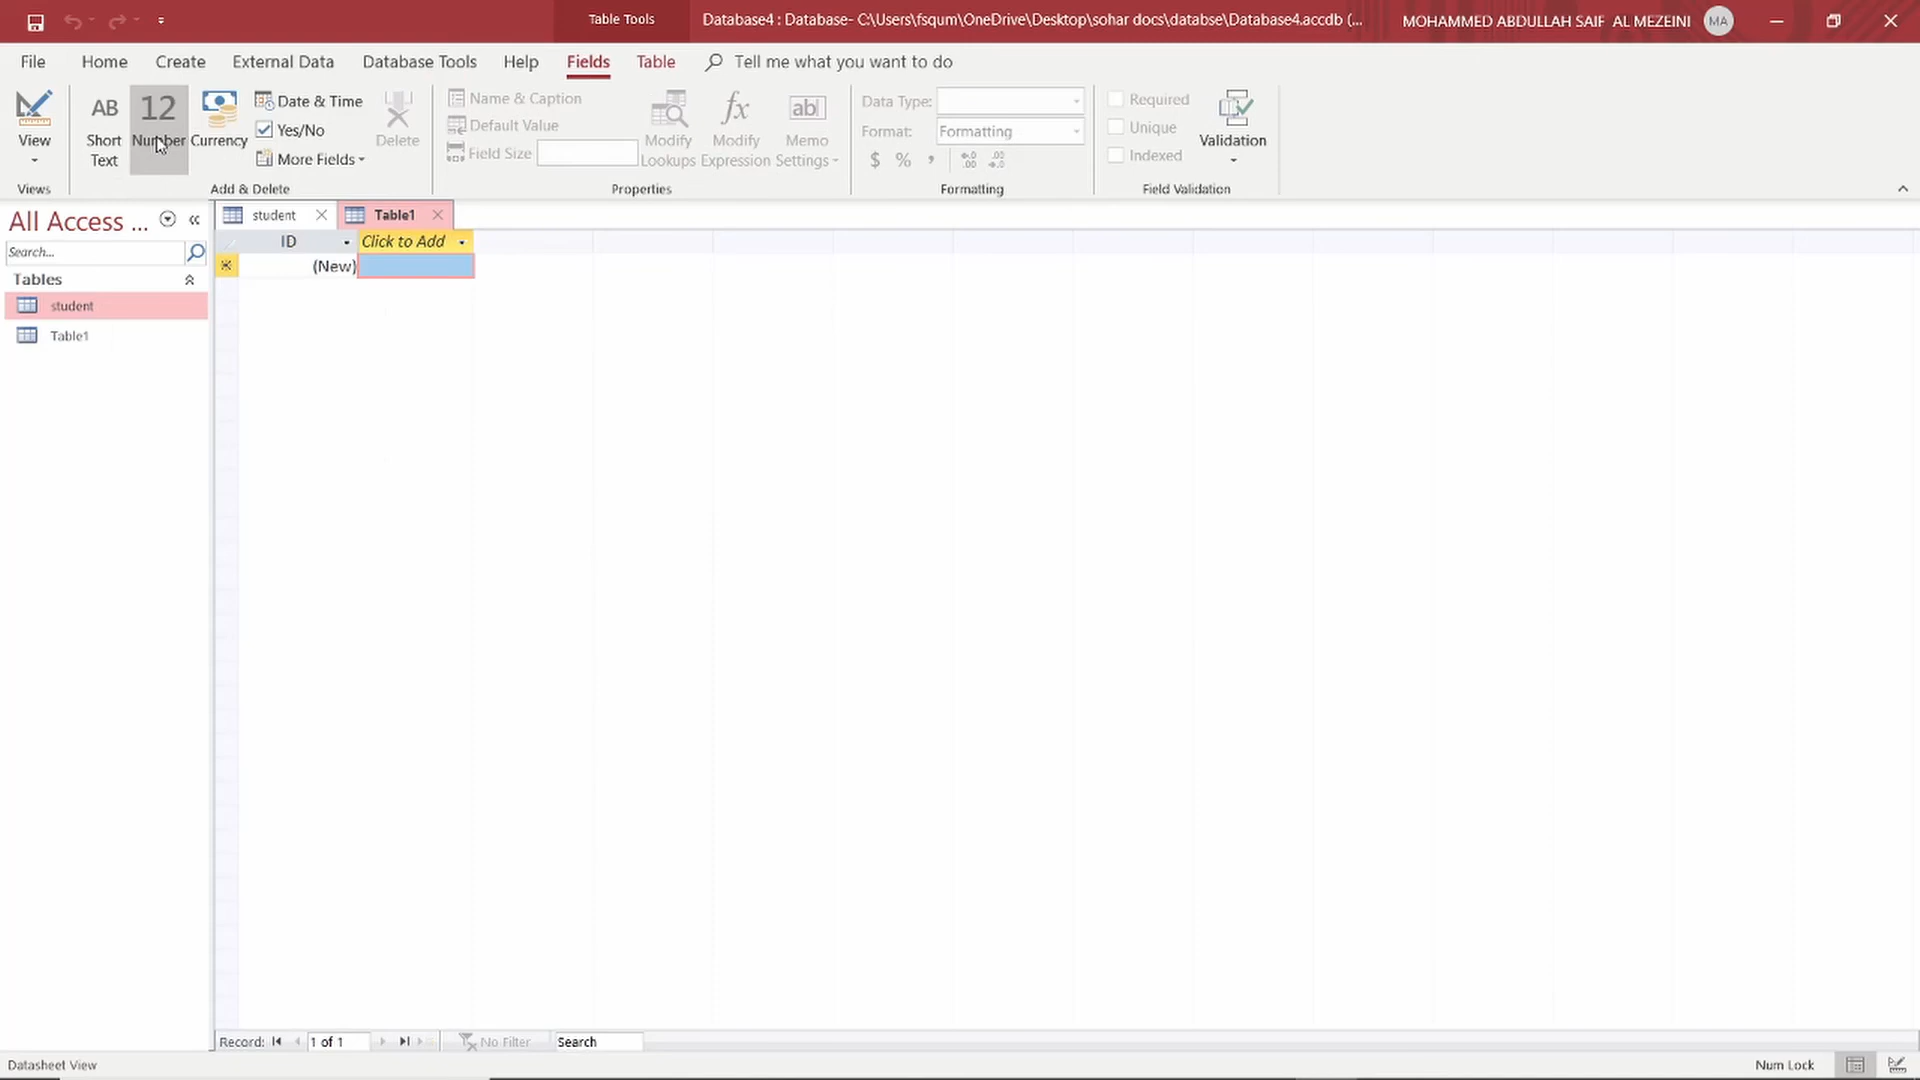 Table Tools
Database4 : Database- C:\Users\fsqum\OneDrive\Desktop\sohar docs\databse\Database4.accdb (...
MOHAMMED ABDULLAH SAIF AL MEZEINI
MA
File Home Create External Data Database Tools Help Fields Table Tell me what you want to do
View
Views
AB
Short
Text
12
Number
Currency
Date & Time
Yes/No
More Fields
Delete
Add & Delete
Name & Caption
Default Value
Field Size
Modify
Lookups
fx
Modify
Expression
ab
Memo
Settings
Properties
Data Type:
Format: Formatting
$ % ,
Formatting
Required
Unique
Indexed
Validation
Field Validation
All Access ...
Search...
Tables
student
Table1
student Table1
ID Click to Add
(New)
Record: 1 of 1 No Filter Search
Datasheet View
Num Lock